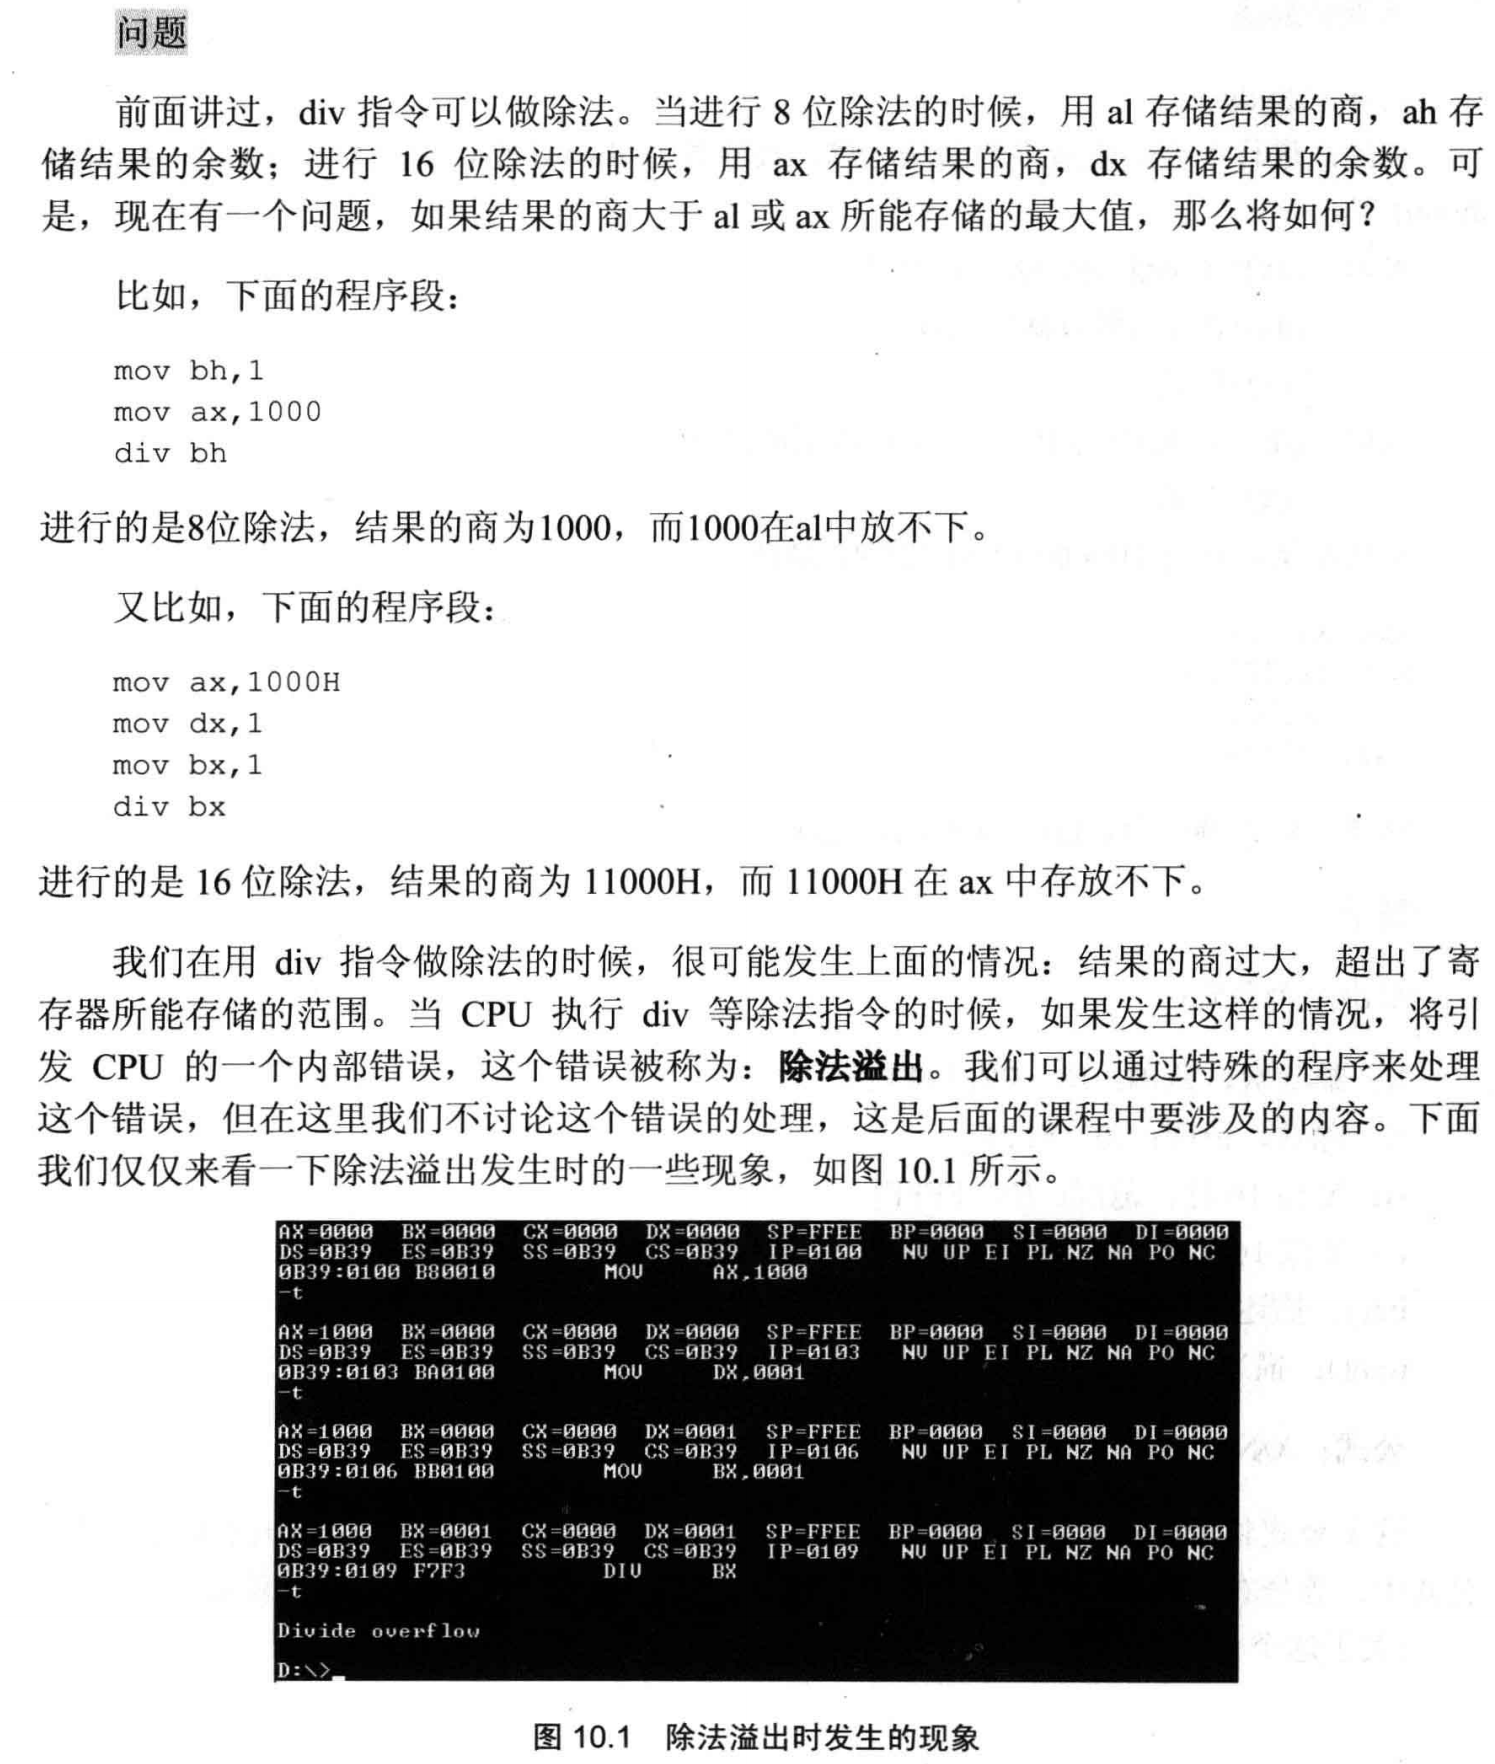 问题
前面讲过，div 指令可以做除法。当进行 8 位除法的时候，用 al 存储结果的商，ah 存
储结果的余数；进行 16 位除法的时候，用 ax 存储结果的商，dx 存储结果的余数。可
是，现在有一个问题，如果结果的商大于 al 或 ax 所能存储的最大值，那么将如何？
比如，下面的程序段：
mov bh,1
mov ax,1000
div bh
进行的是8位除法，结果的商为1000，而1000在al中放不下。
又比如，下面的程序段：
mov ax,1000H
mov dx,1
mov bx,1
div bx
进行的是 16 位除法，结果的商为 11000H，而 11000H 在 ax 中存放不下。
我们在用 div 指令做除法的时候，很可能发生上面的情况：结果的商过大，超出了寄
存器所能存储的范围。当 CPU 执行 div 等除法指令的时候，如果发生这样的情况，将引
发 CPU 的一个内部错误，这个错误被称为：除法溢出。我们可以通过特殊的程序来处理
这个错误，但在这里我们不讨论这个错误的处理，这是后面的课程中要涉及的内容。下面
我们仅仅来看一下除法溢出发生时的一些现象，如图 10.1 所示。
AX=0000 BX=0000 CX=0000 DX=0000 SP=FFEE BP=0000 SI=0000 DI=0000
DS=0B39 ES=0B39 SS=0B39 CS=0B39 IP=0100 NV UP EI PL NZ NA PO NC
0B39:0100 B80010 MOV AX,1000
-t
AX=1000 BX=0000 CX=0000 DX=0000 SP=FFEE BP=0000 SI=0000 DI=0000
DS=0B39 ES=0B39 SS=0B39 CS=0B39 IP=0103 NV UP EI PL NZ NA PO NC
0B39:0103 BA0100 MOV DX,0001
-t
AX=1000 BX=0000 CX=0000 DX=0001 SP=FFEE BP=0000 SI=0000 DI=0000
DS=0B39 ES=0B39 SS=0B39 CS=0B39 IP=0106 NV UP EI PL NZ NA PO NC
0B39:0106 BB0100 MOV BX,0001
-t
AX=1000 BX=0001 CX=0000 DX=0001 SP=FFEE BP=0000 SI=0000 DI=0000
DS=0B39 ES=0B39 SS=0B39 CS=0B39 IP=0109 NV UP EI PL NZ NA PO NC
0B39:0109 F7F3 DIV BX
-t
Divide overflow
D:\>_
图 10.1 除法溢出时发生的现象